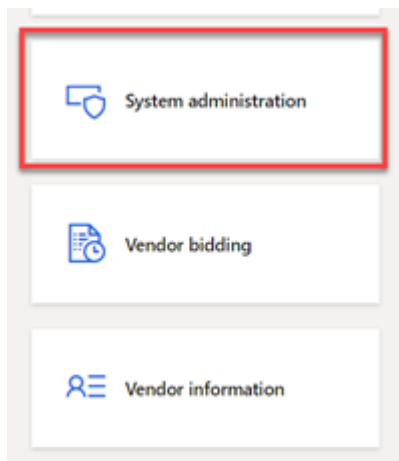 System administration
Vendor bidding
Vendor information